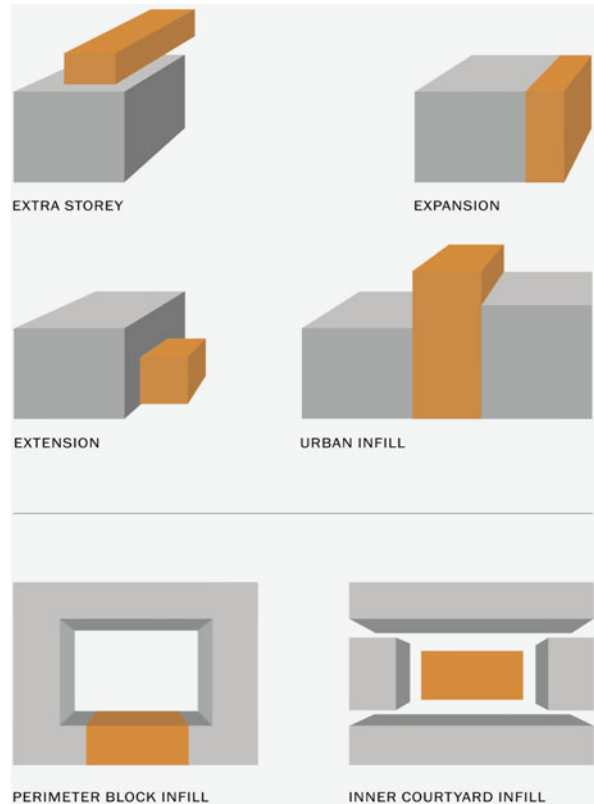 EXTRA STOREY
EXPANSION
EXTENSION
URBAN INFILL
PERIMETER BLOCK INFILL
INNER COURTYARD INFILL